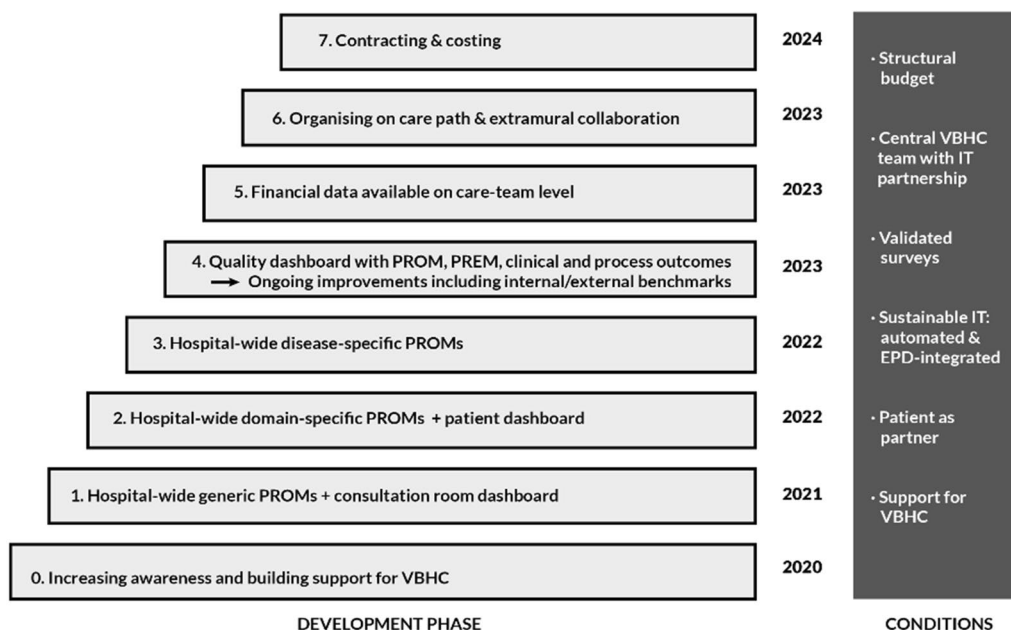 7. Contracting & costing
2024
6. Organising on care path & extramural collaboration
2023
5. Financial data available on care-team level
2023
4. Quality dashboard with PROM, PREM, clinical and process outcomes
→ Ongoing improvements including internal/external benchmarks
2023
3. Hospital-wide disease-specific PROMs
2022
2. Hospital-wide domain-specific PROMs + patient dashboard
2022
1. Hospital-wide generic PROMs + consultation room dashboard
2021
0. Increasing awareness and building support for VBHC
2020
DEVELOPMENT PHASE
· Structural
budget
· Central VBHC
team with IT
partnership
· Validated
surveys
· Sustainable IT:
automated &
EPD-integrated
· Patient as
partner
· Support for
VBHC
CONDITIONS